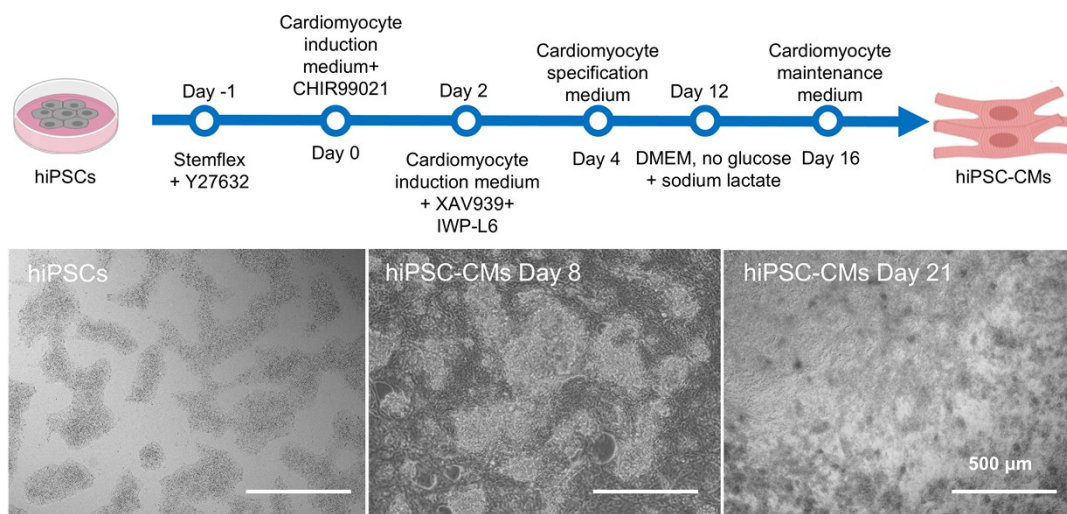 hiPSCs
Day -1
Stemflex
+ Y27632
Cardiomyocyte
induction
medium+
CHIR99021
Day 0
Day 2
Cardiomyocyte
induction medium
+ XAV939+
IWP-L6
Cardiomyocyte
specification
medium
Day 4
Day 12
DMEM, no glucose
+ sodium lactate
Cardiomyocyte
maintenance
medium
Day 16
hiPSC-CMs
hiPSCs
hiPSC-CMs Day 8
hiPSC-CMs Day 21
500 µm